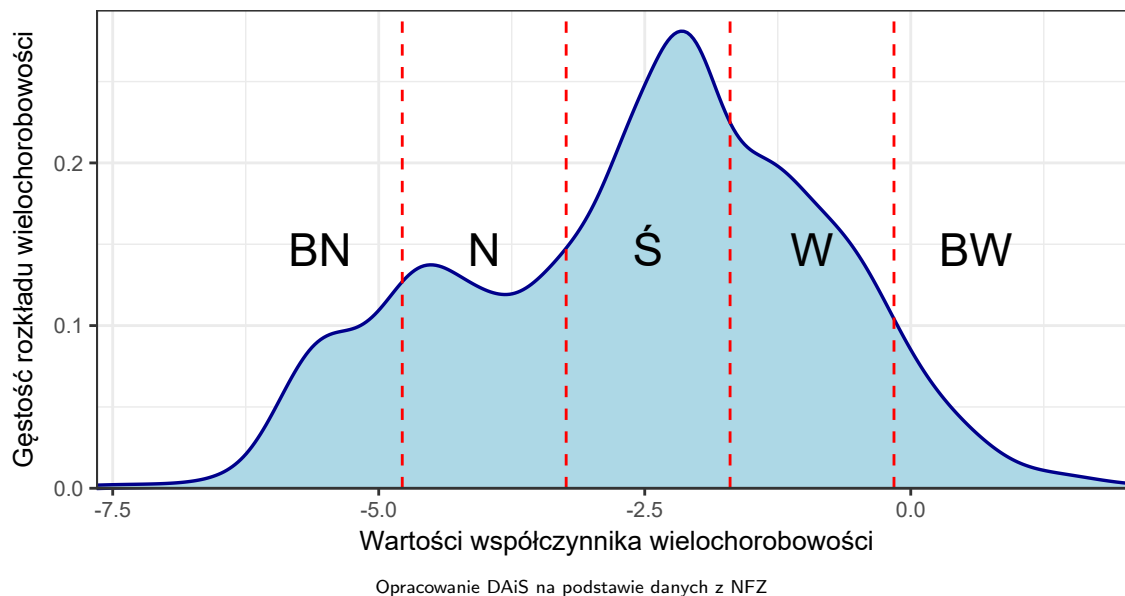 Gęstość rozkładu wielochorobowości
0.2
0.1
0.0
BN N Ś W BW
-7.5 -5.0 -2.5 0.0
Wartości współczynnika wielochorobowości
Opracowanie DAiS na podstawie danych z NFZ